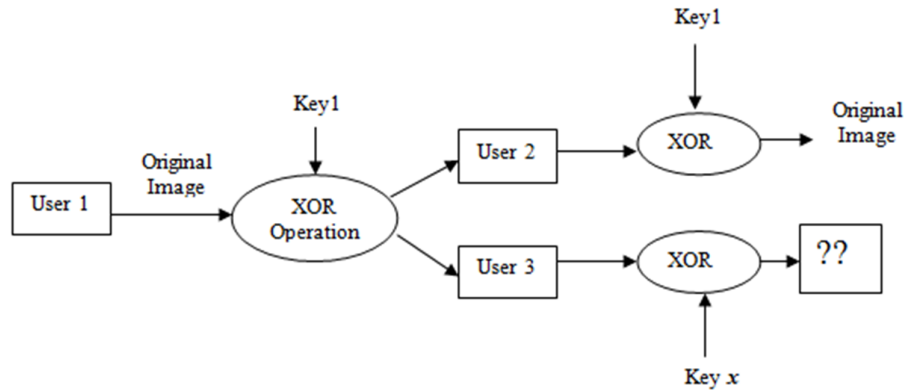 Key1
Key1
Original
Image
User 2
XOR
Original
Image
User 1
XOR
Operation
User 3
XOR
??
Key x